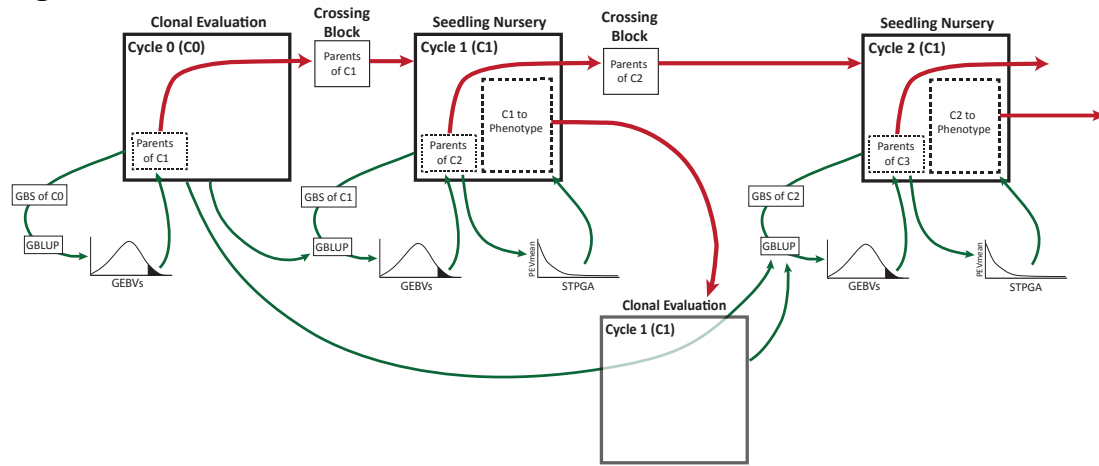 Clonal Evaluation
Cycle 0 (C0)
Parents
of C1
GBS of C0
GBLUP
GEBVs
Crossing
Block
Parents
of C1
Seedling Nursery
Cycle 1 (C1)
C1 to
Phenotype
Parents
of C2
GBS of C1
GBLUP
GEBVs
PEVmean
STPGA
Crossing
Block
Parents
of C2
Clonal Evaluation
Cycle 1 (C1)
Seedling Nursery
Cycle 2 (C1)
C2 to
Phenotype
Parents
of C3
GBS of C2
GBLUP
GEBVs
PEVmean
STPGA